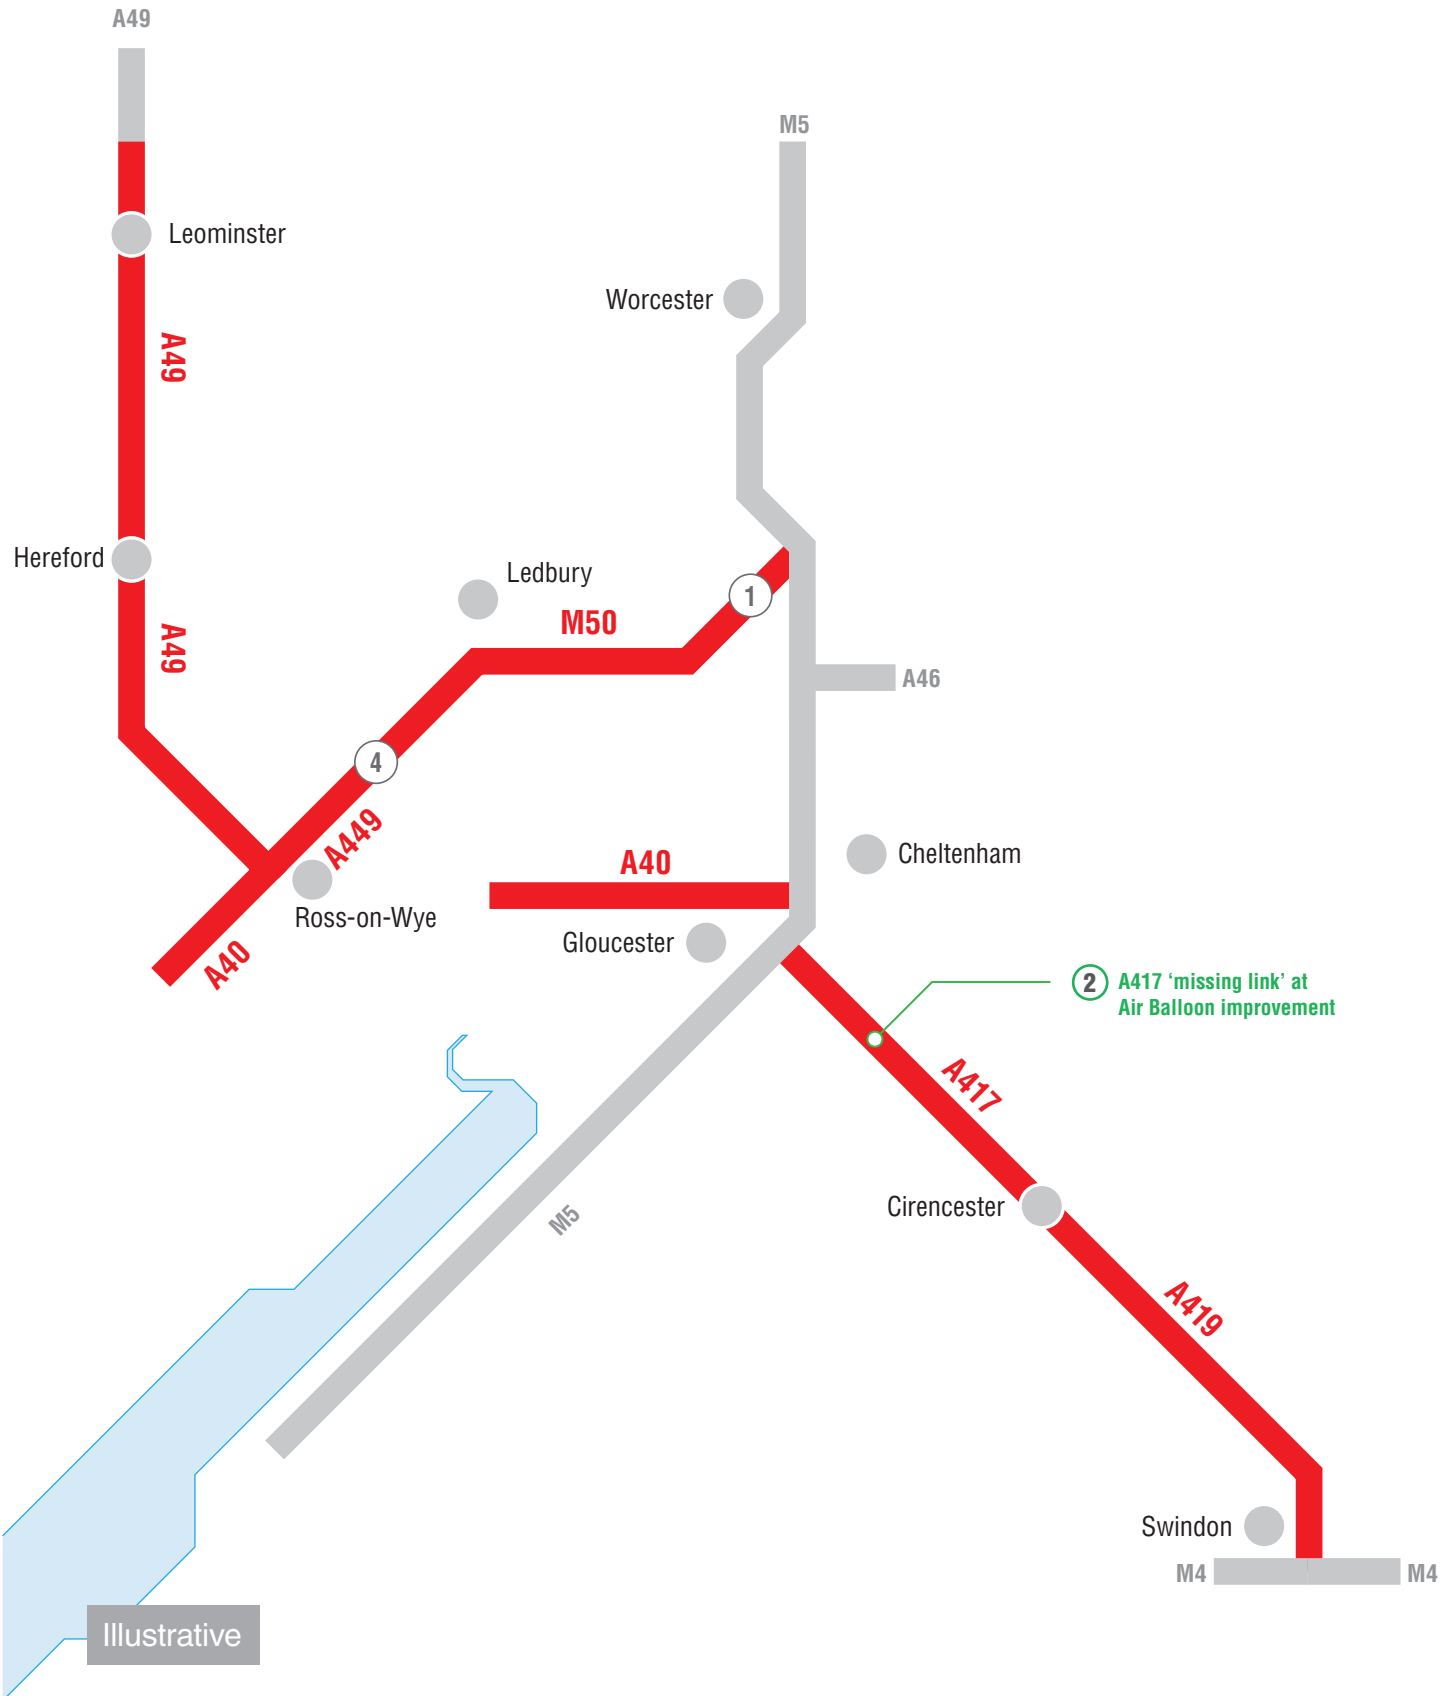 A49
M5
Leominster
Worcester
A49
Hereford
Ledbury
M50
1
A49
A46
4
A449
Cheltenham
A40
Ross-on-Wye
Gloucester
A40
2 A417 ‘missing link’ at
Air Balloon improvement
A417
Cirencester
M5
A419
Swindon
M4
M4
Illustrative